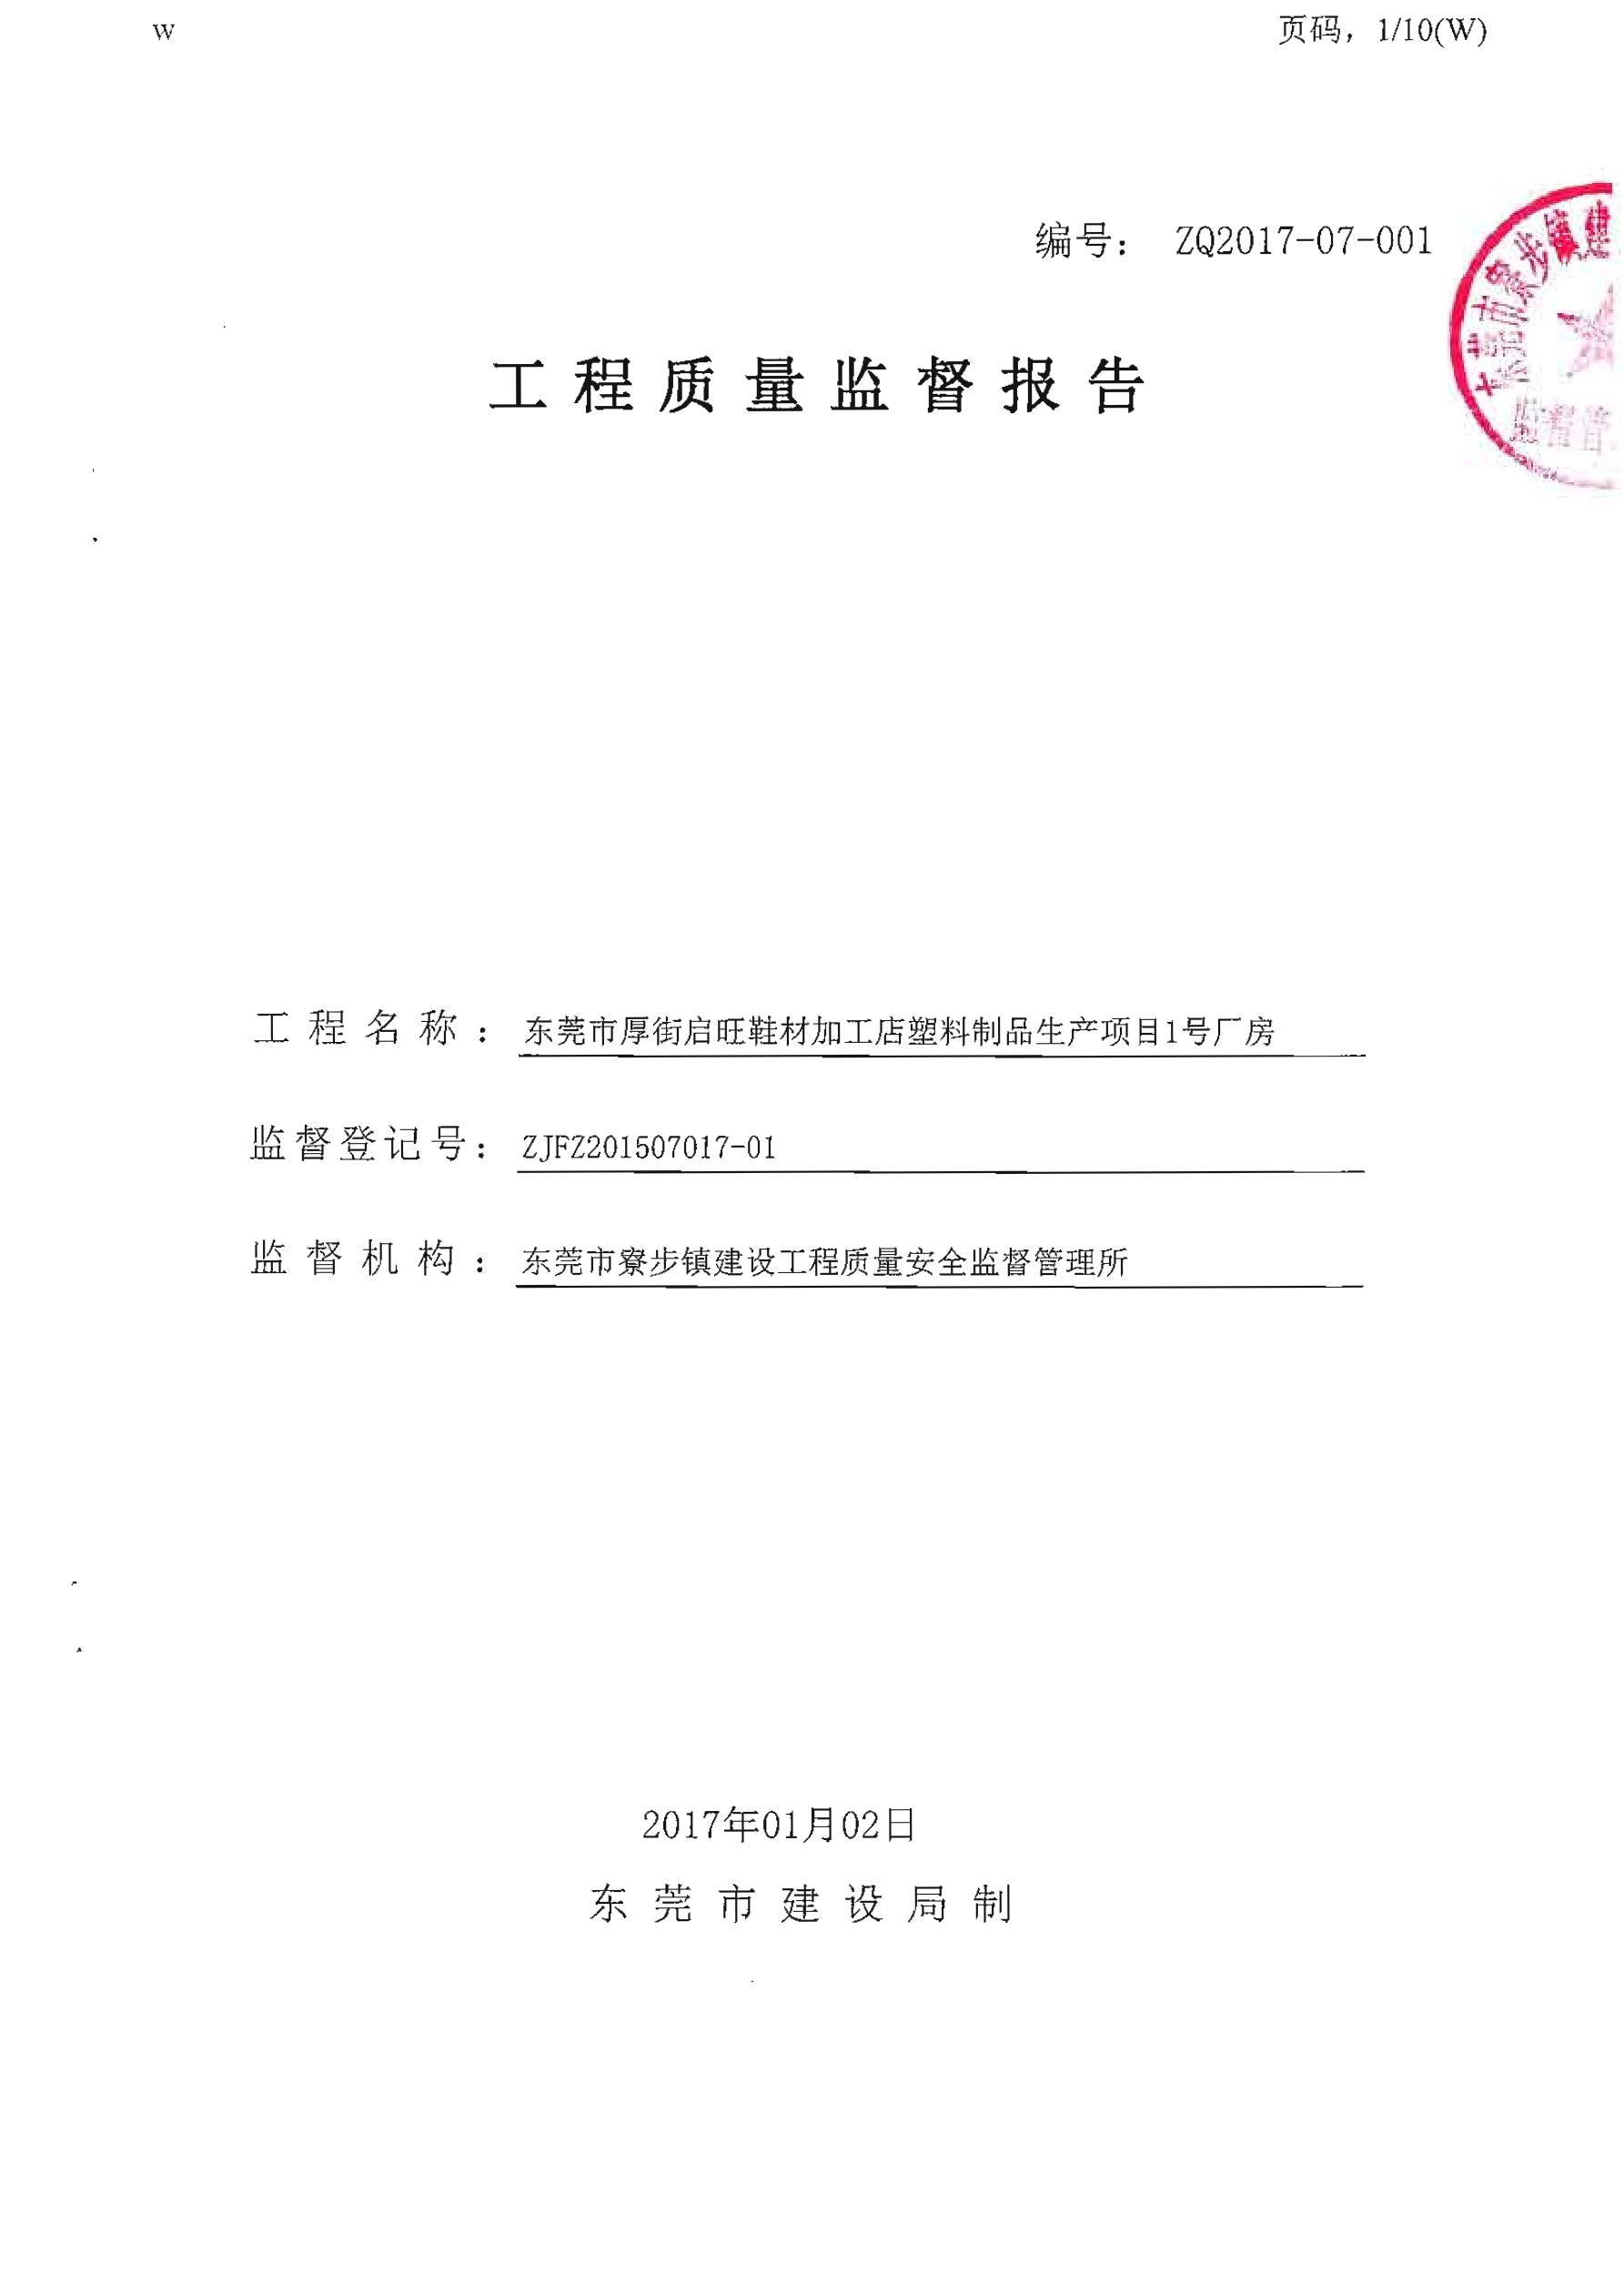 w
页码，1/10(W)
编号： ZQ2017-07-001
工程质量监督报告
工程名称：东莞市厚街启旺鞋材加工店塑料制品生产项目1号厂房
监督登记号：ZJFZ201507017-01
监督机构：东莞市寮步镇建设工程质量安全监督管理所
2017年01月02日
东莞市建设局制
东莞市寮步镇建
监督管